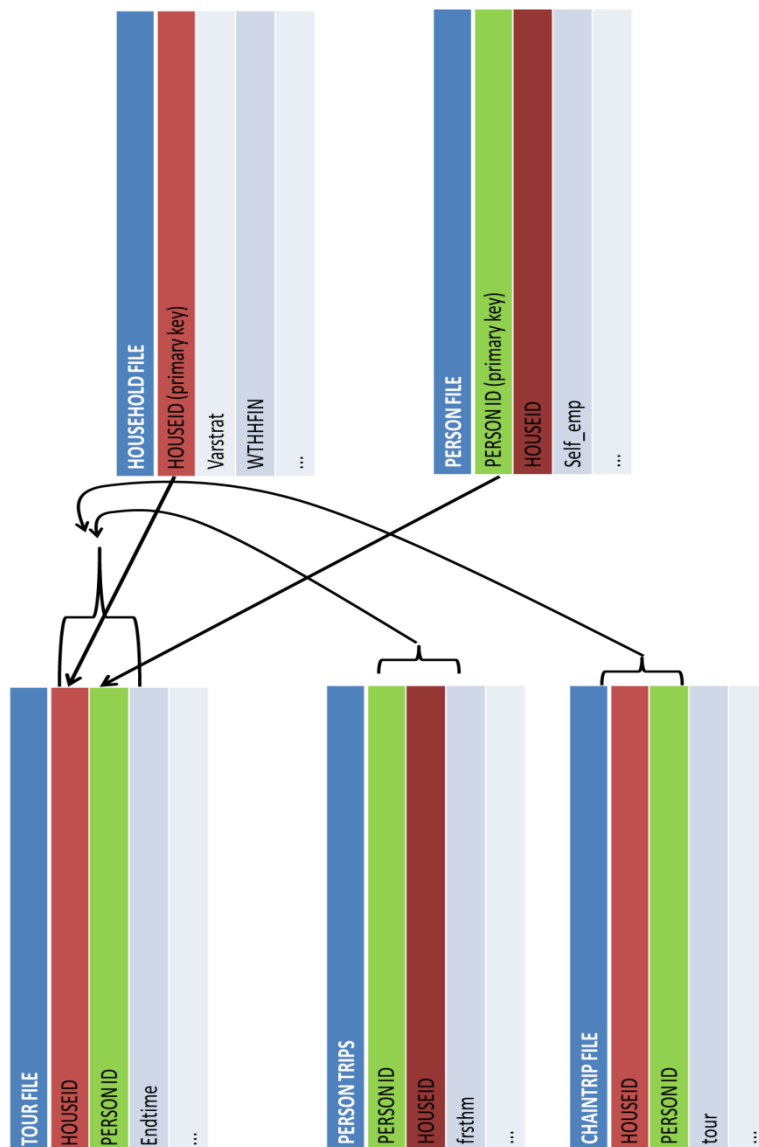 TOUR FILE
HOUSEID
PERSON ID
Endtime
...
PERSON TRIPS
PERSON ID
HOUSEID
frsthm
...
CHAINTRIP FILE
HOUSEID
PERSON ID
tour
...
HOUSEHOLD FILE
HOUSEID (primary key)
Varstrat
WTHHFIN
...
PERSON FILE
PERSON ID (primary key)
HOUSEID
Self_emp
...